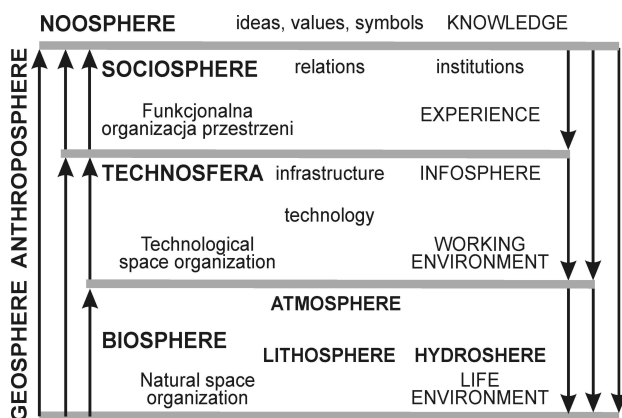 NOOSPHERE ideas, values, symbols KNOWLEDGE
SOCIOSPHERE relations institutions
Funkcjonalna
organizacja przestrzeni
EXPERIENCE
TECHNOSFERA infrastructure INFOSPHERE
technology
Technological
space organization
WORKING
ENVIRONMENT
ATMOSPHERE
BIOSPHERE
LITHOSPHERE HYDROSHERE
Natural space
organization
LIFE
ENVIRONMENT
GEOSPHERE ANTHROPOSPHERE